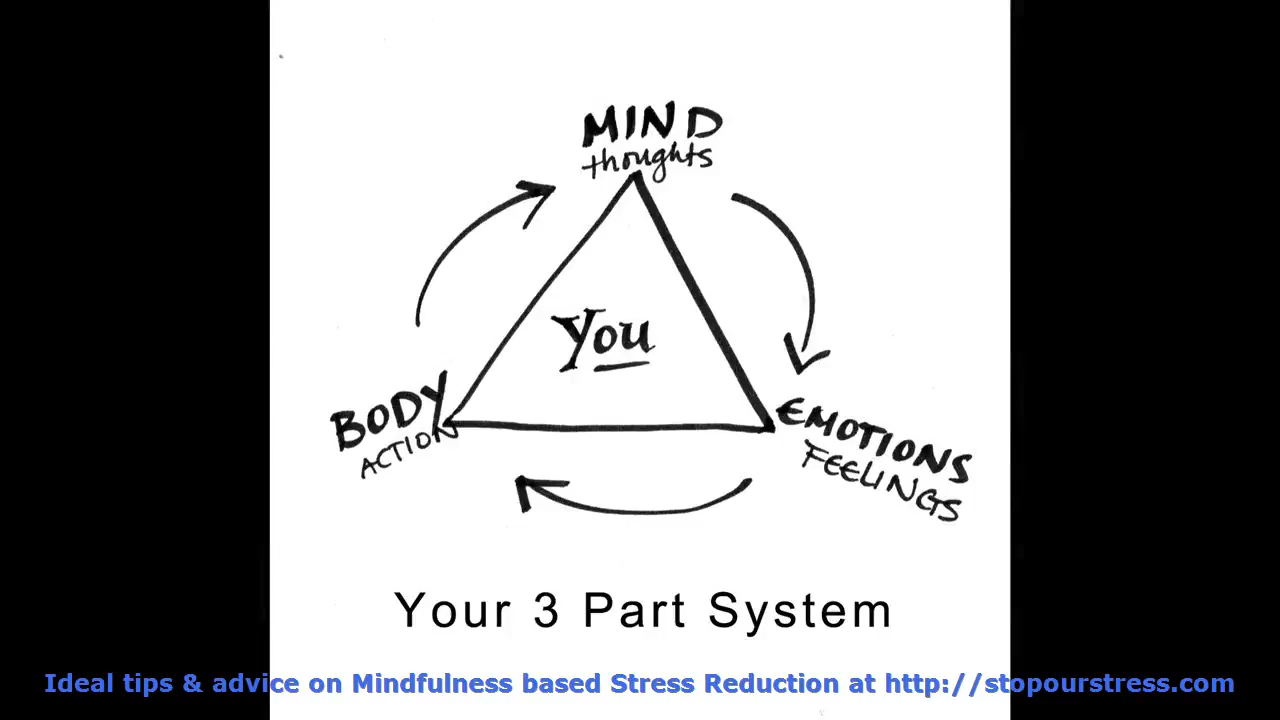 MIND
thoughts
You
BODY
ACTION
EMOTIONS
FEELINGS
Your 3 Part System
Ideal tips & advice on Mindfulness based Stress Reduction at http://stopourstress.com